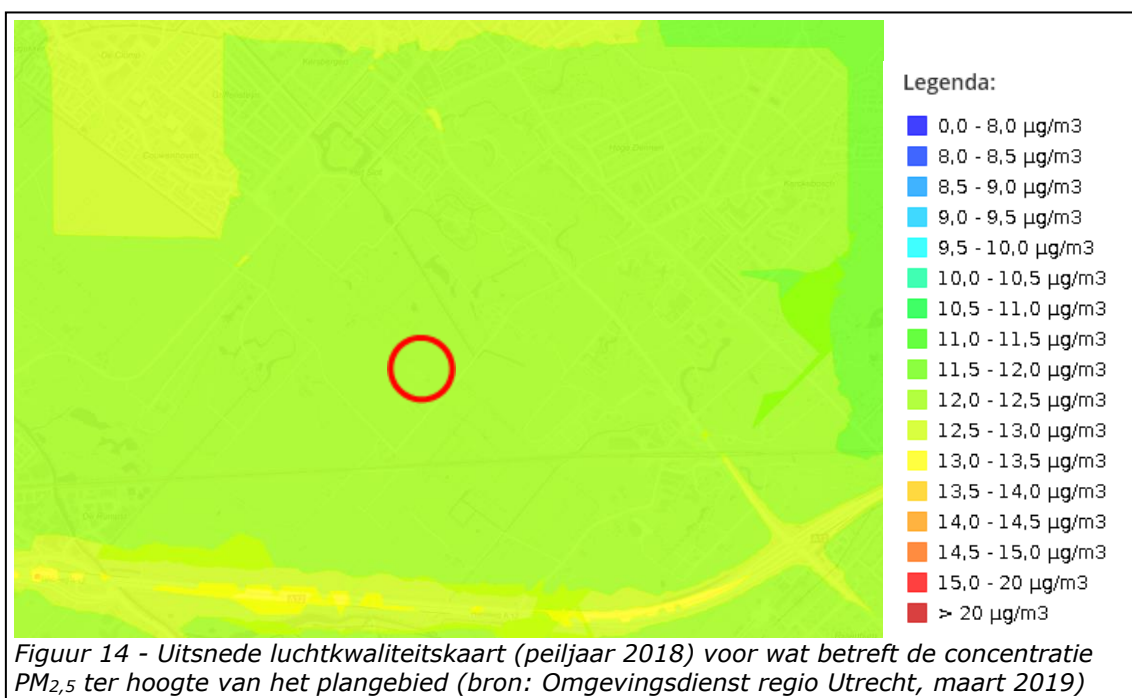 Legenda:
0,0 - 8,0 µg/m3
8,0 - 8,5 µg/m3
8,5 - 9,0 µg/m3
9,0 - 9,5 µg/m3
9,5 - 10,0 µg/m3
10,0 - 10,5 µg/m3
10,5 - 11,0 µg/m3
11,0 - 11,5 µg/m3
11,5 - 12,0 µg/m3
12,0 - 12,5 µg/m3
12,5 - 13,0 µg/m3
13,0 - 13,5 µg/m3
13,5 - 14,0 µg/m3
14,0 - 14,5 µg/m3
14,5 - 15,0 µg/m3
15,0 - 20 µg/m3
> 20 µg/m3
Figuur 14 - Uitsnede luchtkwaliteitskaart (peiljaar 2018) voor wat betreft de concentratie
PM2,5 ter hoogte van het plangebied (bron: Omgevingsdienst regio Utrecht, maart 2019)